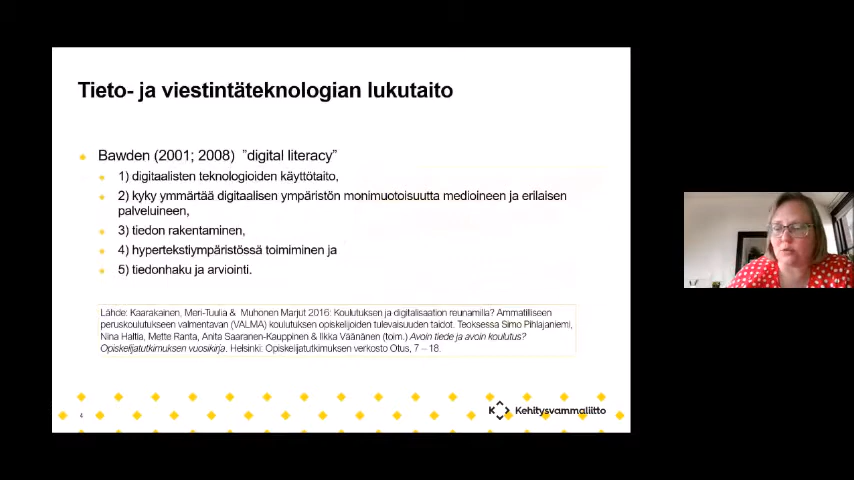 Tieto- ja viestintäteknologian lukutaito
Bawden (2001; 2008) ”digital literacy”
1) digitaalisten teknologioiden käyttötaito,
2) kyky ymmärtää digitaalisen ympäristön monimuotoisuutta medioineen ja erilaisen
palveluineen,
3) tiedon rakentaminen,
4) hypertekstiympäristössä toimiminen ja
5) tiedonhaku ja arviointi.
Lähde: Kaarakainen, Meri-Tuulia & Muhonen Marjut 2016: Koulutuksen ja digitalisaation reunamilla? Ammatilliseen
peruskoulutukseen valmentavan (VALMA) koulutuksen opiskelijoiden tulevaisuuden taidot. Teoksessa Simo Pihlajaniemi,
Nina Haltia, Mette Ranta, Anita Saaranen-Kauppinen & Ilkka Väänänen (toim.) Avoin tiede ja avoin koulutus?
Opiskelijatutkimuksen vuosikirja. Helsinki: Opiskelijatutkimuksen verkosto Otus, 7 – 18.
4
Kehitysvammaliitto